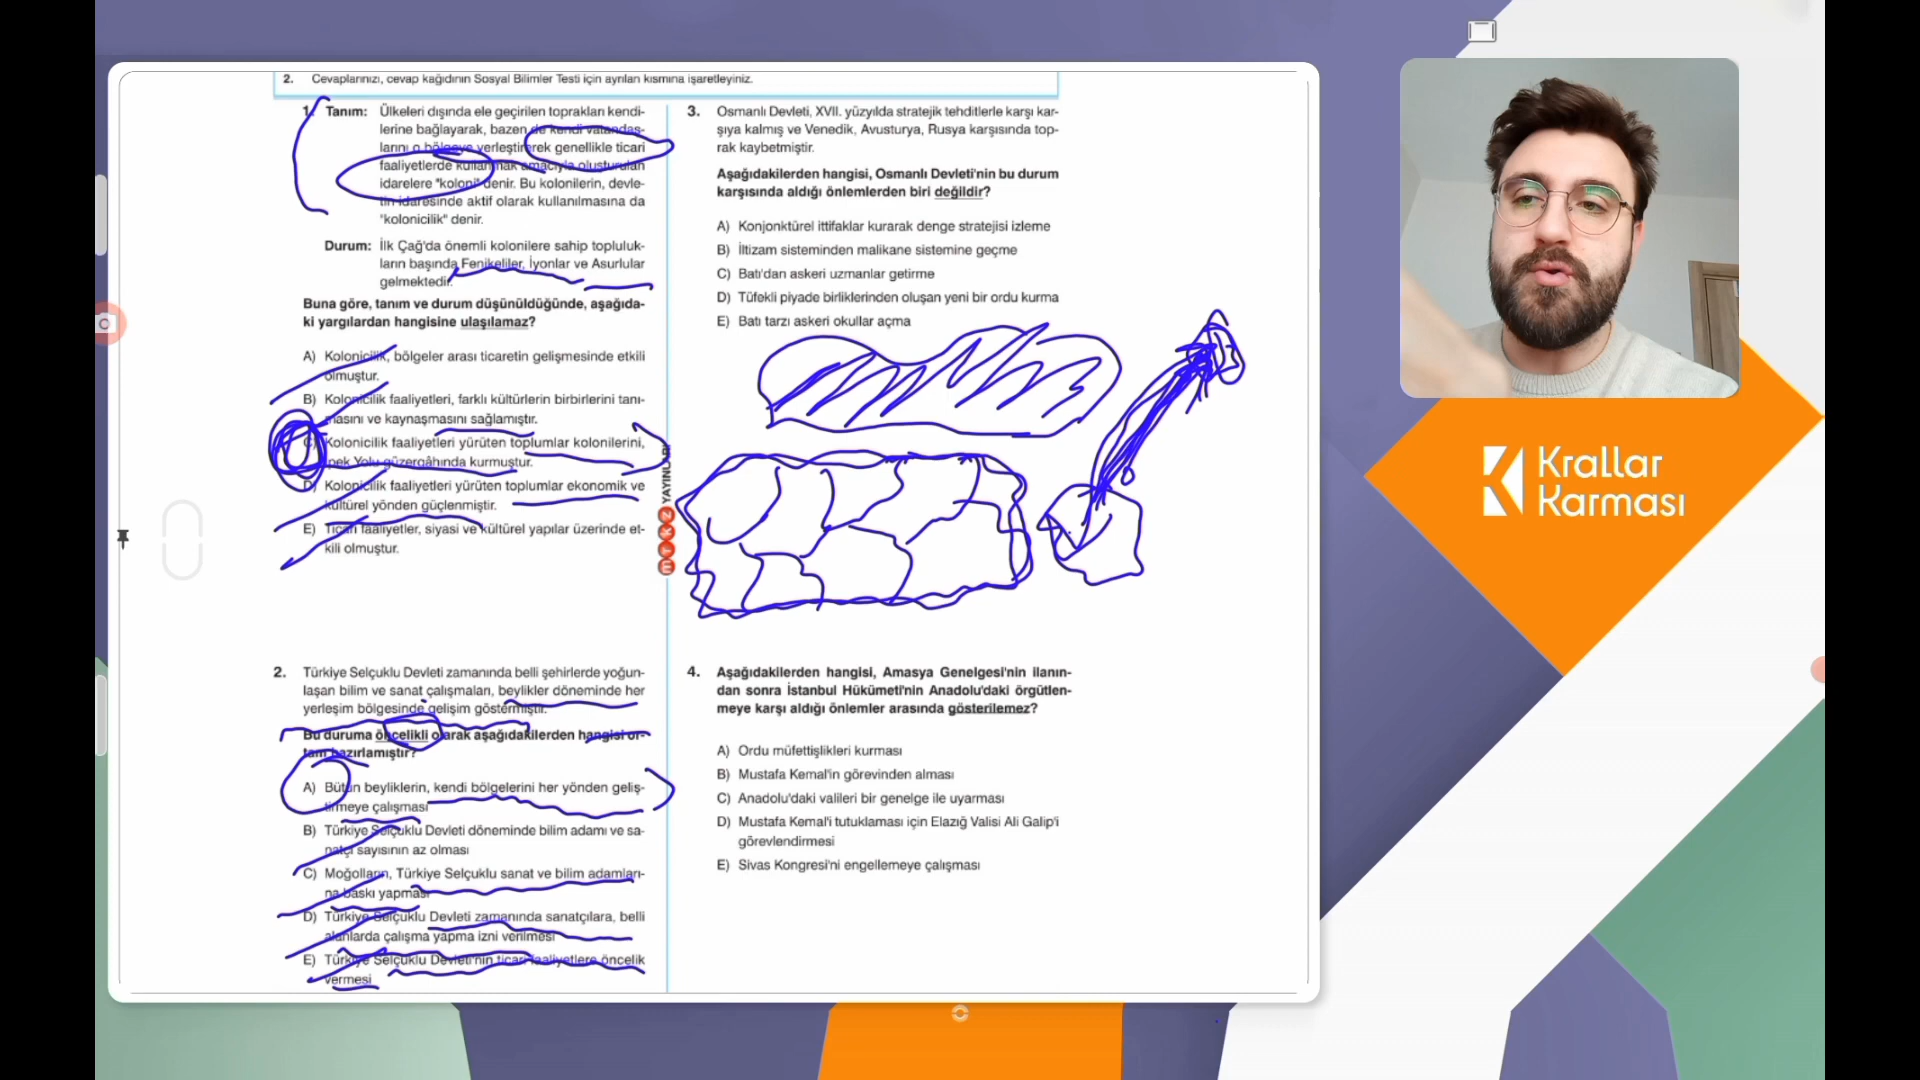 2. Cevaplarınızı, cevap kağıdının Sosyal Bilimler Testi için ayrılan kısmına işaretleyiniz.
1. Tanım: Ülkeleri dışında ele geçirilen toprakları kendi-
lerine bağlayarak, bazen de kendi vatandaş-
larını o bölgeye yerleştirerek genellikle ticari
faaliyetlerde kullanmak amacıyla oluşturulan
idarelere "koloni" denir. Bu kolonilerin, devle-
tin idaresinde aktif olarak kullanılmasına da
"kolonicilik" denir.
Durum: İlk Çağ'da önemli kolonilere sahip topluluk-
ların başında Fenikeliler, İyonlar ve Asurlular
gelmektedir.
Buna göre, tanım ve durum düşünüldüğünde, aşağıda-
ki yargılardan hangisine ulaşılamaz?
A) Kolonicilik, bölgeler arası ticaretin gelişmesinde etkili
olmuştur.
B) Kolonicilik faaliyetleri, farklı kültürlerin birbirlerini tanı-
masını ve kaynaşmasını sağlamıştır.
C) Kolonicilik faaliyetleri yürüten toplumlar kolonilerini,
İpek Yolu güzergâhında kurmuştur.
D) Kolonicilik faaliyetleri yürüten toplumlar ekonomik ve
kültürel yönden güçlenmiştir.
E) Ticari faaliyetler, siyasi ve kültürel yapılar üzerinde et-
kili olmuştur.
2. Türkiye Selçuklu Devleti zamanında belli şehirlerde yoğun-
laşan bilim ve sanat çalışmaları, beylikler döneminde her
yerleşim bölgesinde gelişim göstermiştir.
Bu duruma öncelikli olarak aşağıdakilerden hangisi or-
tam hazırlamıştır?
A) Bütün beyliklerin, kendi bölgelerini her yönden geliş-
tirmeye çalışması
B) Türkiye Selçuklu Devleti döneminde bilim adamı ve sa-
natçı sayısının az olması
C) Moğolların, Türkiye Selçuklu sanat ve bilim adamları-
na baskı yapması
D) Türkiye Selçuklu Devleti zamanında sanatçılara, belli
alanlarda çalışma yapma izni verilmesi
E) Türkiye Selçuklu Devleti'nin ticari faaliyetlere öncelik
vermesi
mrkz YAYINLARI
3. Osmanlı Devleti, XVII. yüzyılda stratejik tehditlerle karşı kar-
şıya kalmış ve Venedik, Avusturya, Rusya karşısında top-
rak kaybetmiştir.
Aşağıdakilerden hangisi, Osmanlı Devleti'nin bu durum
karşısında aldığı önlemlerden biri değildir?
A) Konjonktürel ittifaklar kurarak denge stratejisi izleme
B) İltizam sisteminden malikane sistemine geçme
C) Batı'dan askeri uzmanlar getirme
D) Tüfekli piyade birliklerinden oluşan yeni bir ordu kurma
E) Batı tarzı askeri okullar açma
4. Aşağıdakilerden hangisi, Amasya Genelgesi'nin ilanın-
dan sonra İstanbul Hükümeti'nin Anadolu'daki örgütlen-
meye karşı aldığı önlemler arasında gösterilemez?
A) Ordu müfettişlikleri kurması
B) Mustafa Kemal'in görevinden alması
C) Anadolu'daki valileri bir genelge ile uyarması
D) Mustafa Kemal'i tutuklaması için Elazığ Valisi Ali Galip'i
görevlendirmesi
E) Sivas Kongresi'ni engellemeye çalışması
Krallar
Karması